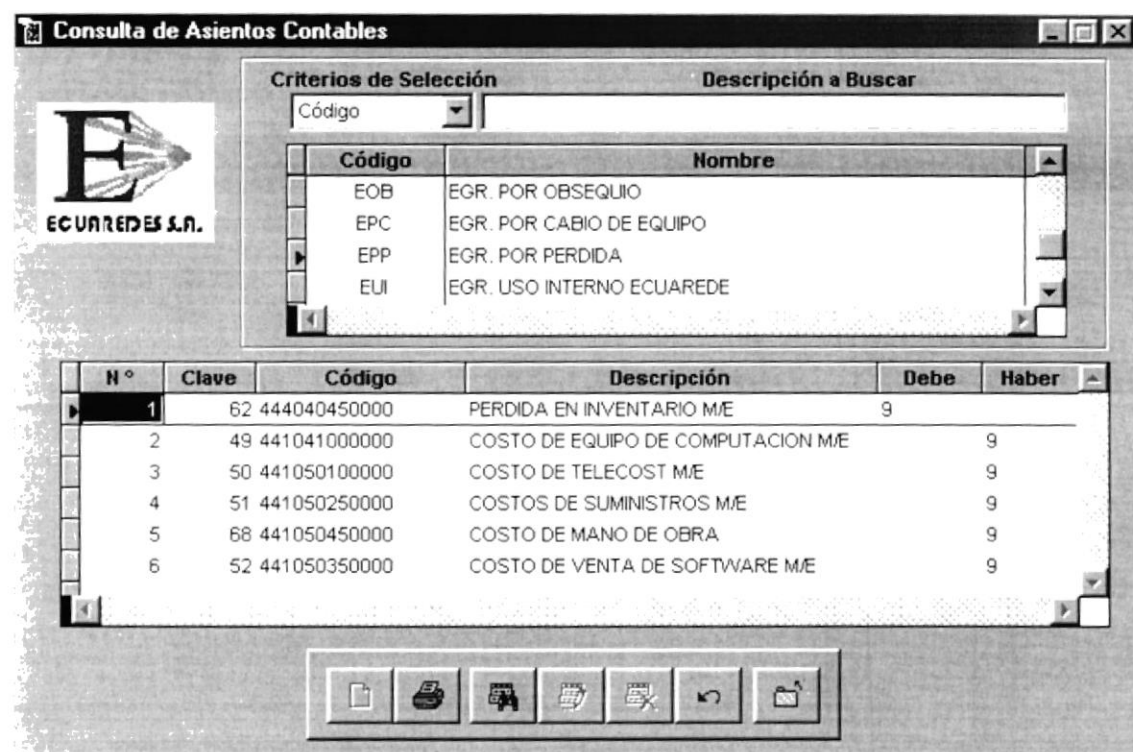 Consulta de Asientos Contables
Criterios de Selección Descripción a Buscar
Código
ECUAREDES S.A.
Código Nombre
EOB EGR. POR OBSEQUIO
EPC EGR. POR CABIO DE EQUIPO
EPP EGR. POR PERDIDA
EUI EGR. USO INTERNO ECUAREDE
N º Clave Código Descripción Debe Haber
1 62 444040450000 PERDIDA EN INVENTARIO M/E 9
2 49 441041000000 COSTO DE EQUIPO DE COMPUTACION M/E 9
3 50 441050100000 COSTO DE TELECOST M/E 9
4 51 441050250000 COSTOS DE SUMINISTROS M/E 9
5 68 441050450000 COSTO DE MANO DE OBRA 9
6 52 441050350000 COSTO DE VENTA DE SOFTWARE M/E 9